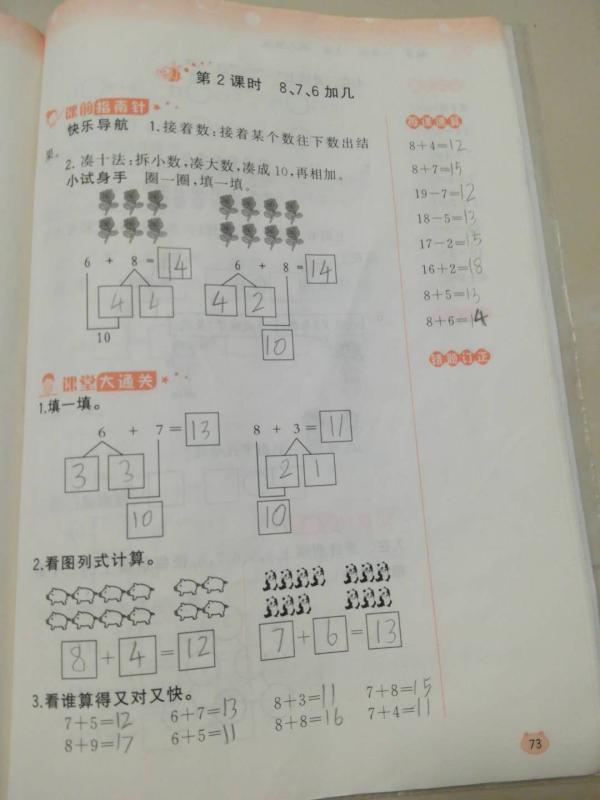 第2课时 8、7、6加几
课前指南针
快乐导航 1.接着数:接着某个数往下数出结果。
2.凑十法:拆小数,凑大数,凑成10,再相加。
小试身手 圈一圈,填一填。
6 + 8 = 14
4 4
10
6 + 8 = 14
4 2
10
课堂大通关
1.填一填。
6 + 7 = 13
3 3
10
8 + 3 = 11
2 1
10
2.看图列式计算。
8 + 4 = 12
7 + 6 = 13
3.看谁算得又对又快。
7+5=12 6+7=13 8+3=11 7+8=15
8+9=17 6+5=11 8+8=16 7+4=11
每课速算
8+4=12
8+7=15
19-7=12
18-5=13
17-2=15
16+2=18
8+5=13
8+6=14
错题订正
73